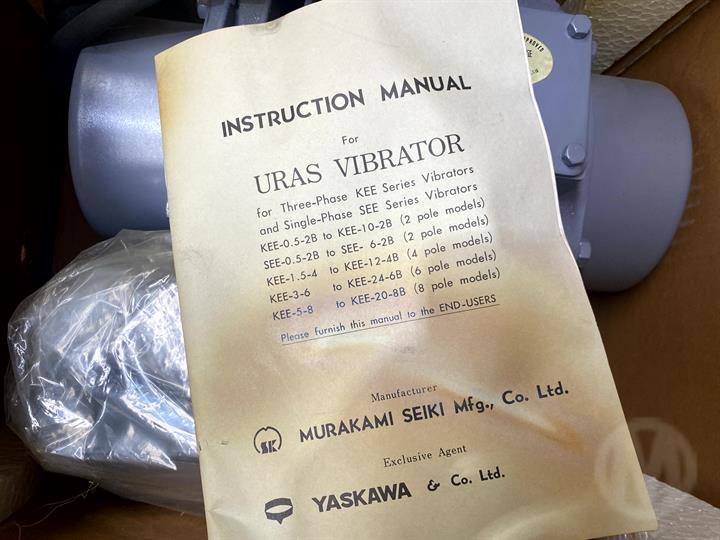 INSTRUCTION MANUAL
For
URAS VIBRATOR
for Three-Phase KEE Series Vibrators
and Single-Phase SEE Series Vibrators
KEE-0.5-2B to KEE-10-2B (2 pole models)
SEE-0.5-2B to SEE- 6-2B (2 pole models)
KEE-1.5-4 to KEE-12-4B (4 pole models)
KEE-3-6 to KEE-24-6B (6 pole models)
KEE-5-8 to KEE-20-8B (8 pole models)
Please furnish this manual to the END-USERS
Manufacturer
SK MURAKAMI SEIKI Mfg., Co. Ltd.
Exclusive Agent
YASKAWA & Co. Ltd.
M